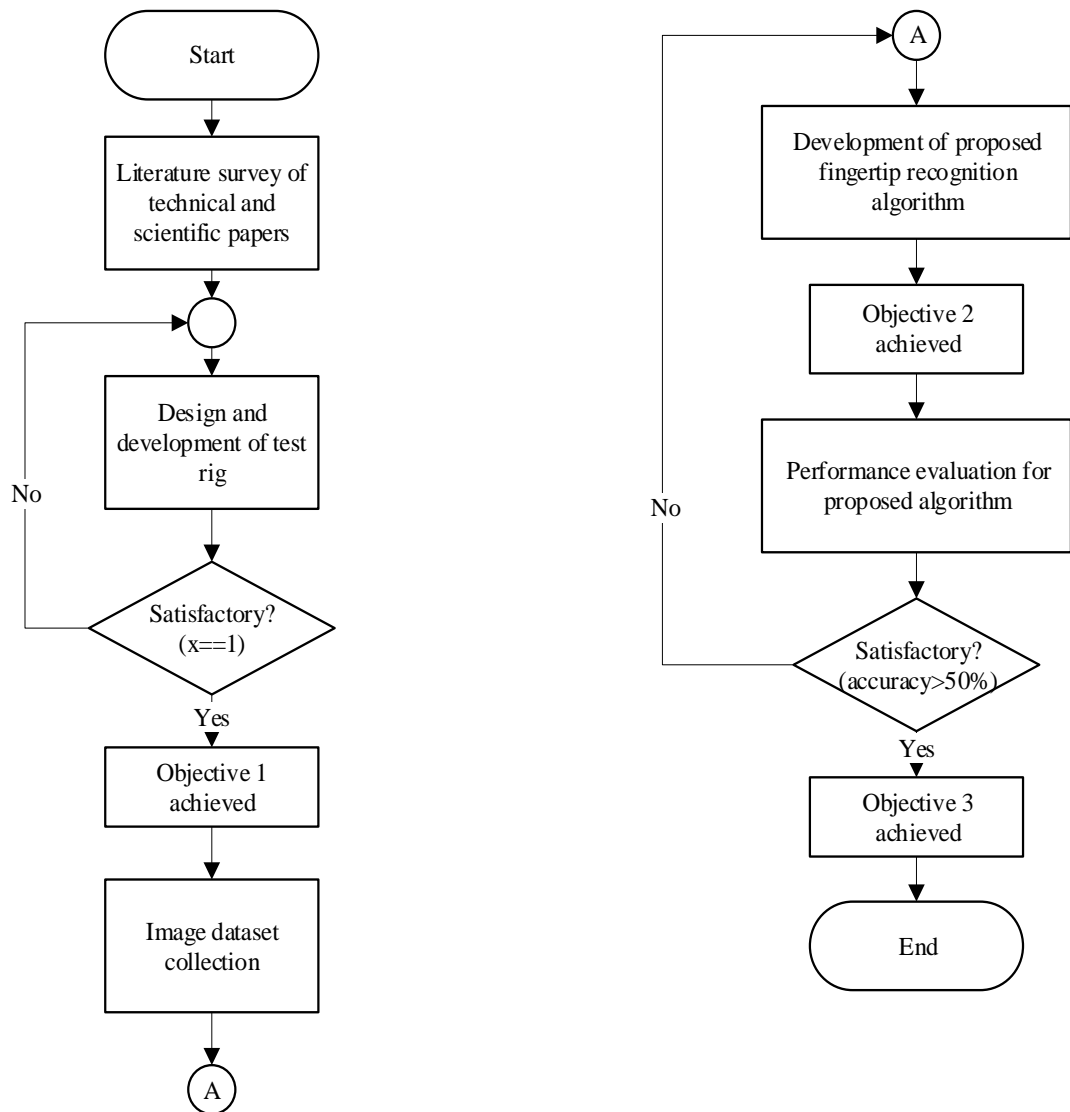 Start
Literature survey of
technical and
scientific papers
Design and
development of test
rig
No
Satisfactory?
(x==1)
Yes
Objective 1
achieved
Image dataset
collection
A
A
Development of proposed
fingertip recognition
algorithm
Objective 2
achieved
Performance evaluation for
proposed algorithm
No
Satisfactory?
(accuracy>50%)
Yes
Objective 3
achieved
End